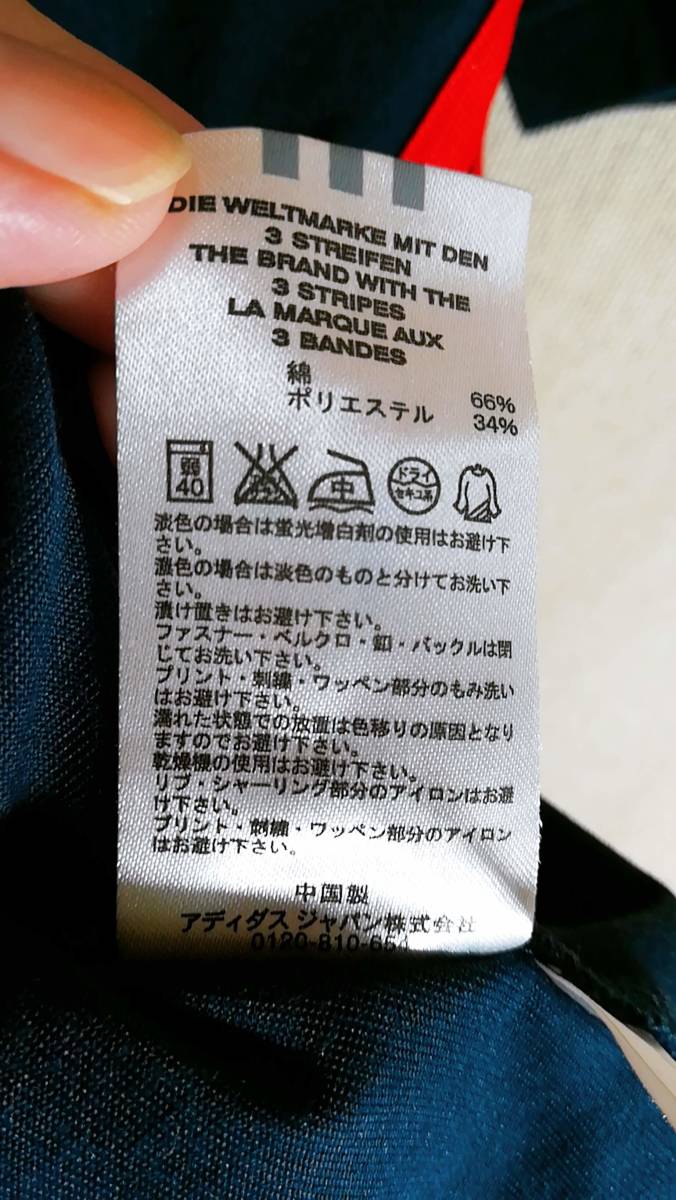 DIE WELTMARKE MIT DEN
3 STREIFEN
THE BRAND WITH THE
3 STRIPES
LA MARQUE AUX
3 BANDES
綿 66%
ポリエステル 34%
弱 40 中 ドライ セキユ系
淡色の場合は蛍光増白剤の使用はお避け下
さい。
濃色の場合は淡色のものと分けてお洗い下
さい。
漬け置きはお避け下さい。
ファスナー・ベルクロ・釦・バックルは閉
じてお洗い下さい。
プリント・刺繍・ワッペン部分のもみ洗い
はお避け下さい。
濡れた状態での放置は色移りの原因となり
ますのでお避け下さい。
乾燥機の使用はお避け下さい。
リブ・シャーリング部分のアイロンはお避
け下さい。
プリント・刺繍・ワッペン部分のアイロン
はお避け下さい。
中国製
アディダス ジャパン株式会社
0120-810-654